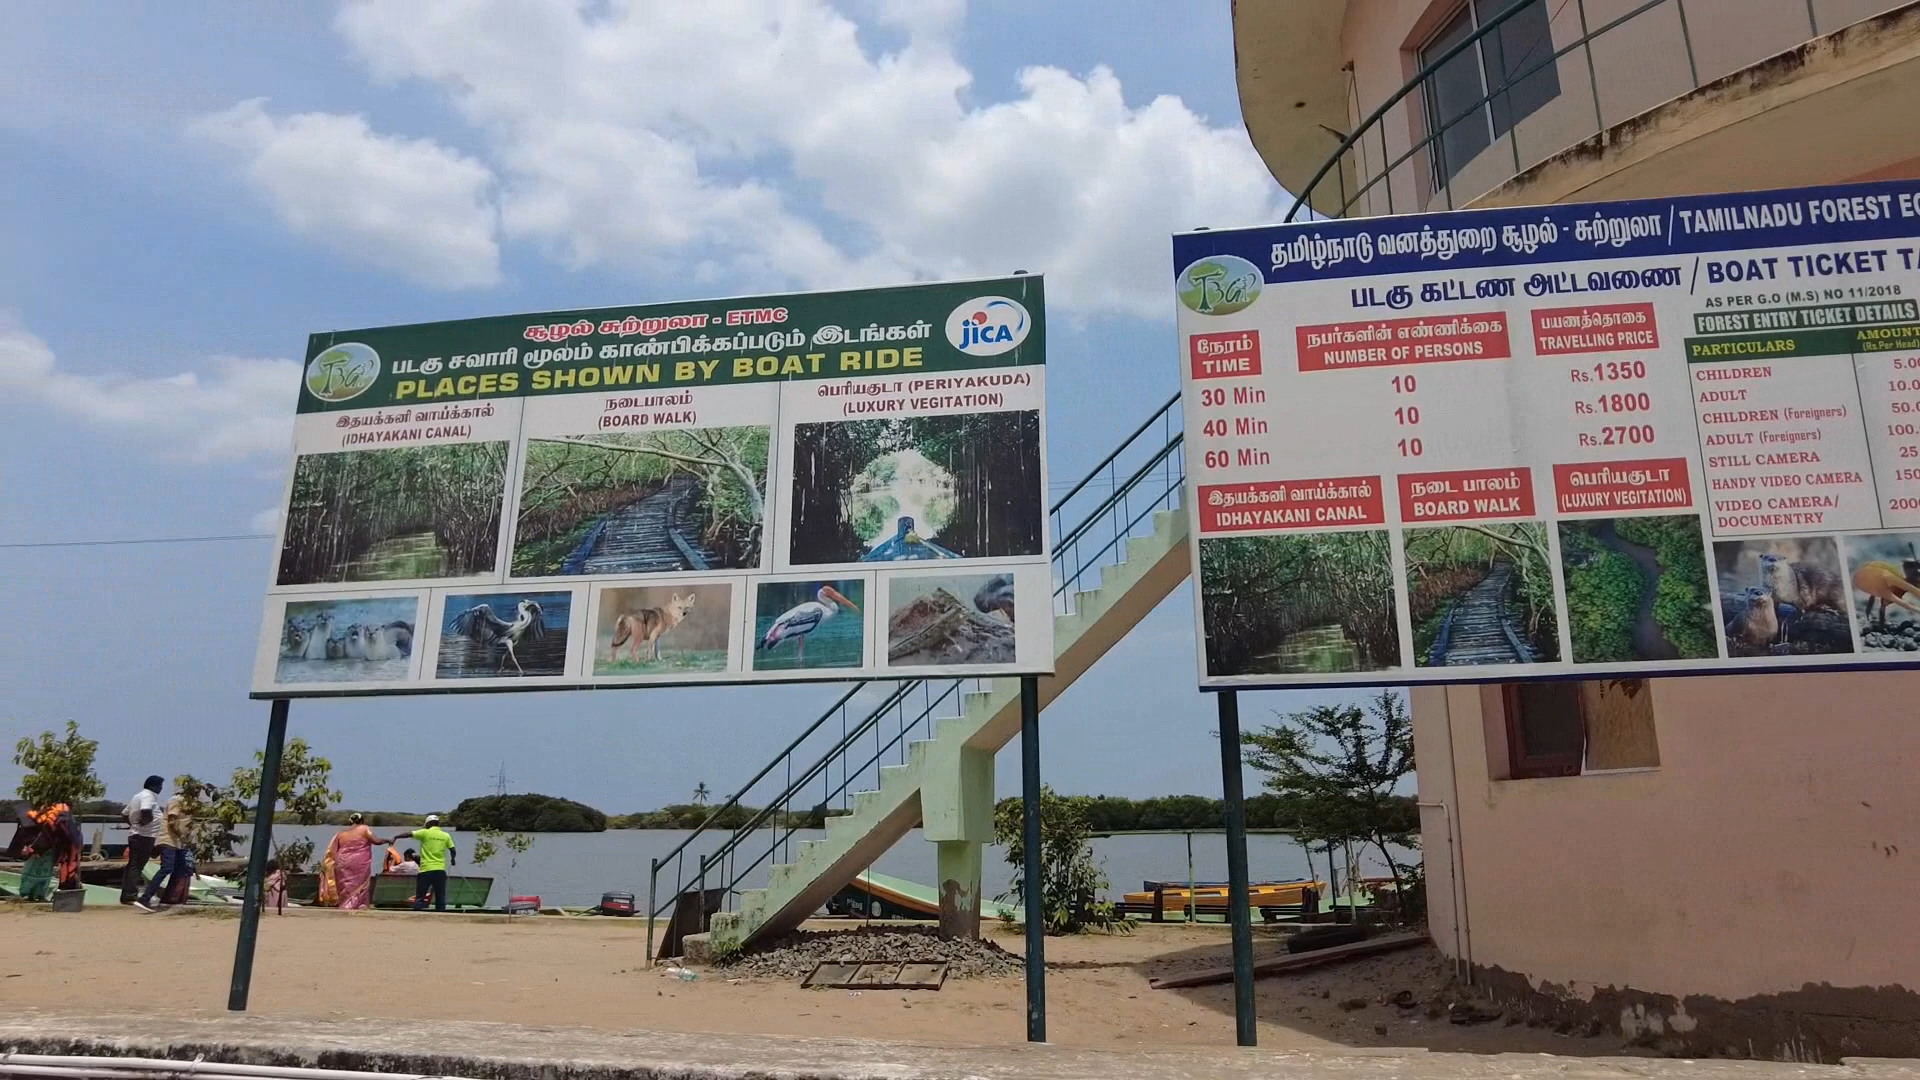 சூழல் சுற்றுலா - ETMC
படகு சவாரி மூலம் காண்பிக்கப்படும் இடங்கள்
PLACES SHOWN BY BOAT RIDE
JICA
இதயக்கனி வாய்க்கால்
(IDHAYAKANI CANAL)
நடைபாலம்
(BOARD WALK)
பெரியகுடா (PERIYAKUDA)
(LUXURY VEGITATION)
தமிழ்நாடு வனத்துறை சூழல் - சுற்றுலா / TAMILNADU FOREST
படகு கட்டண அட்டவணை / BOAT TICKET
நேரம்
TIME
நபர்களின் எண்ணிக்கை
NUMBER OF PERSONS
பயணத்தொகை
TRAVELLING PRICE
30 Min 10 Rs.1350
40 Min 10 Rs.1800
60 Min 10 Rs.2700
AS PER G.O (M.S) NO 11/2018
FOREST ENTRY TICKET DETAILS
PARTICULARS AMOUNT
(Rs.Per Head)
CHILDREN
ADULT
CHILDREN (Foreigners)
ADULT (Foreigners)
STILL CAMERA
HANDY VIDEO CAMERA
VIDEO CAMERA/
DOCUMENTRY
இதயக்கனி வாய்க்கால்
IDHAYAKANI CANAL
நடை பாலம்
BOARD WALK
பெரியகுடா
(LUXURY VEGITATION)